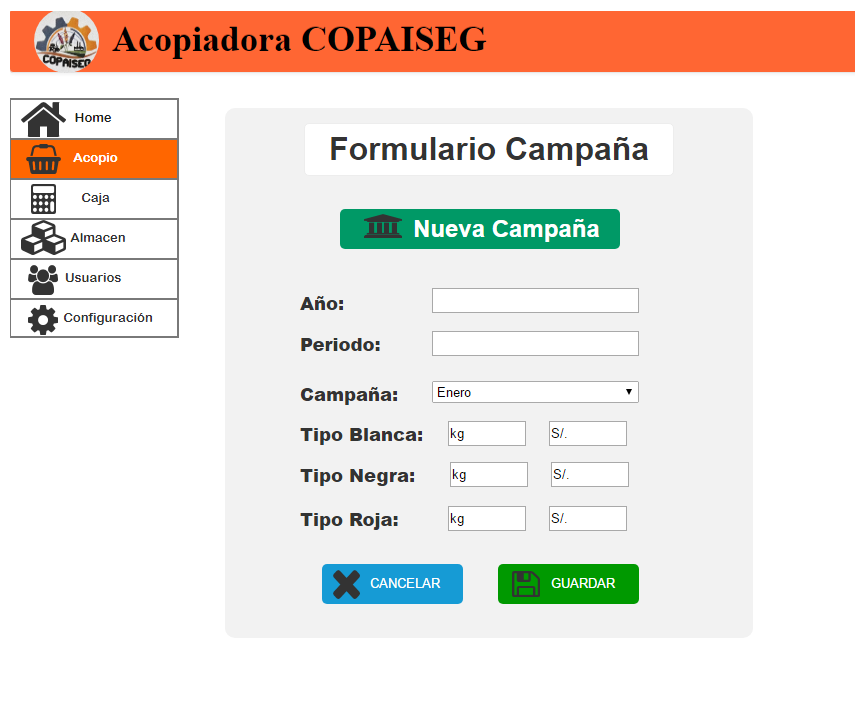 COPAISEG
Acopiadora COPAISEG
Home
Acopio
Caja
Almacen
Usuarios
Configuración
Formulario Campaña
Nueva Campaña
Año:
Periodo:
Campaña: Enero
Tipo Blanca: kg S/.
Tipo Negra: kg S/.
Tipo Roja: kg S/.
CANCELAR GUARDAR